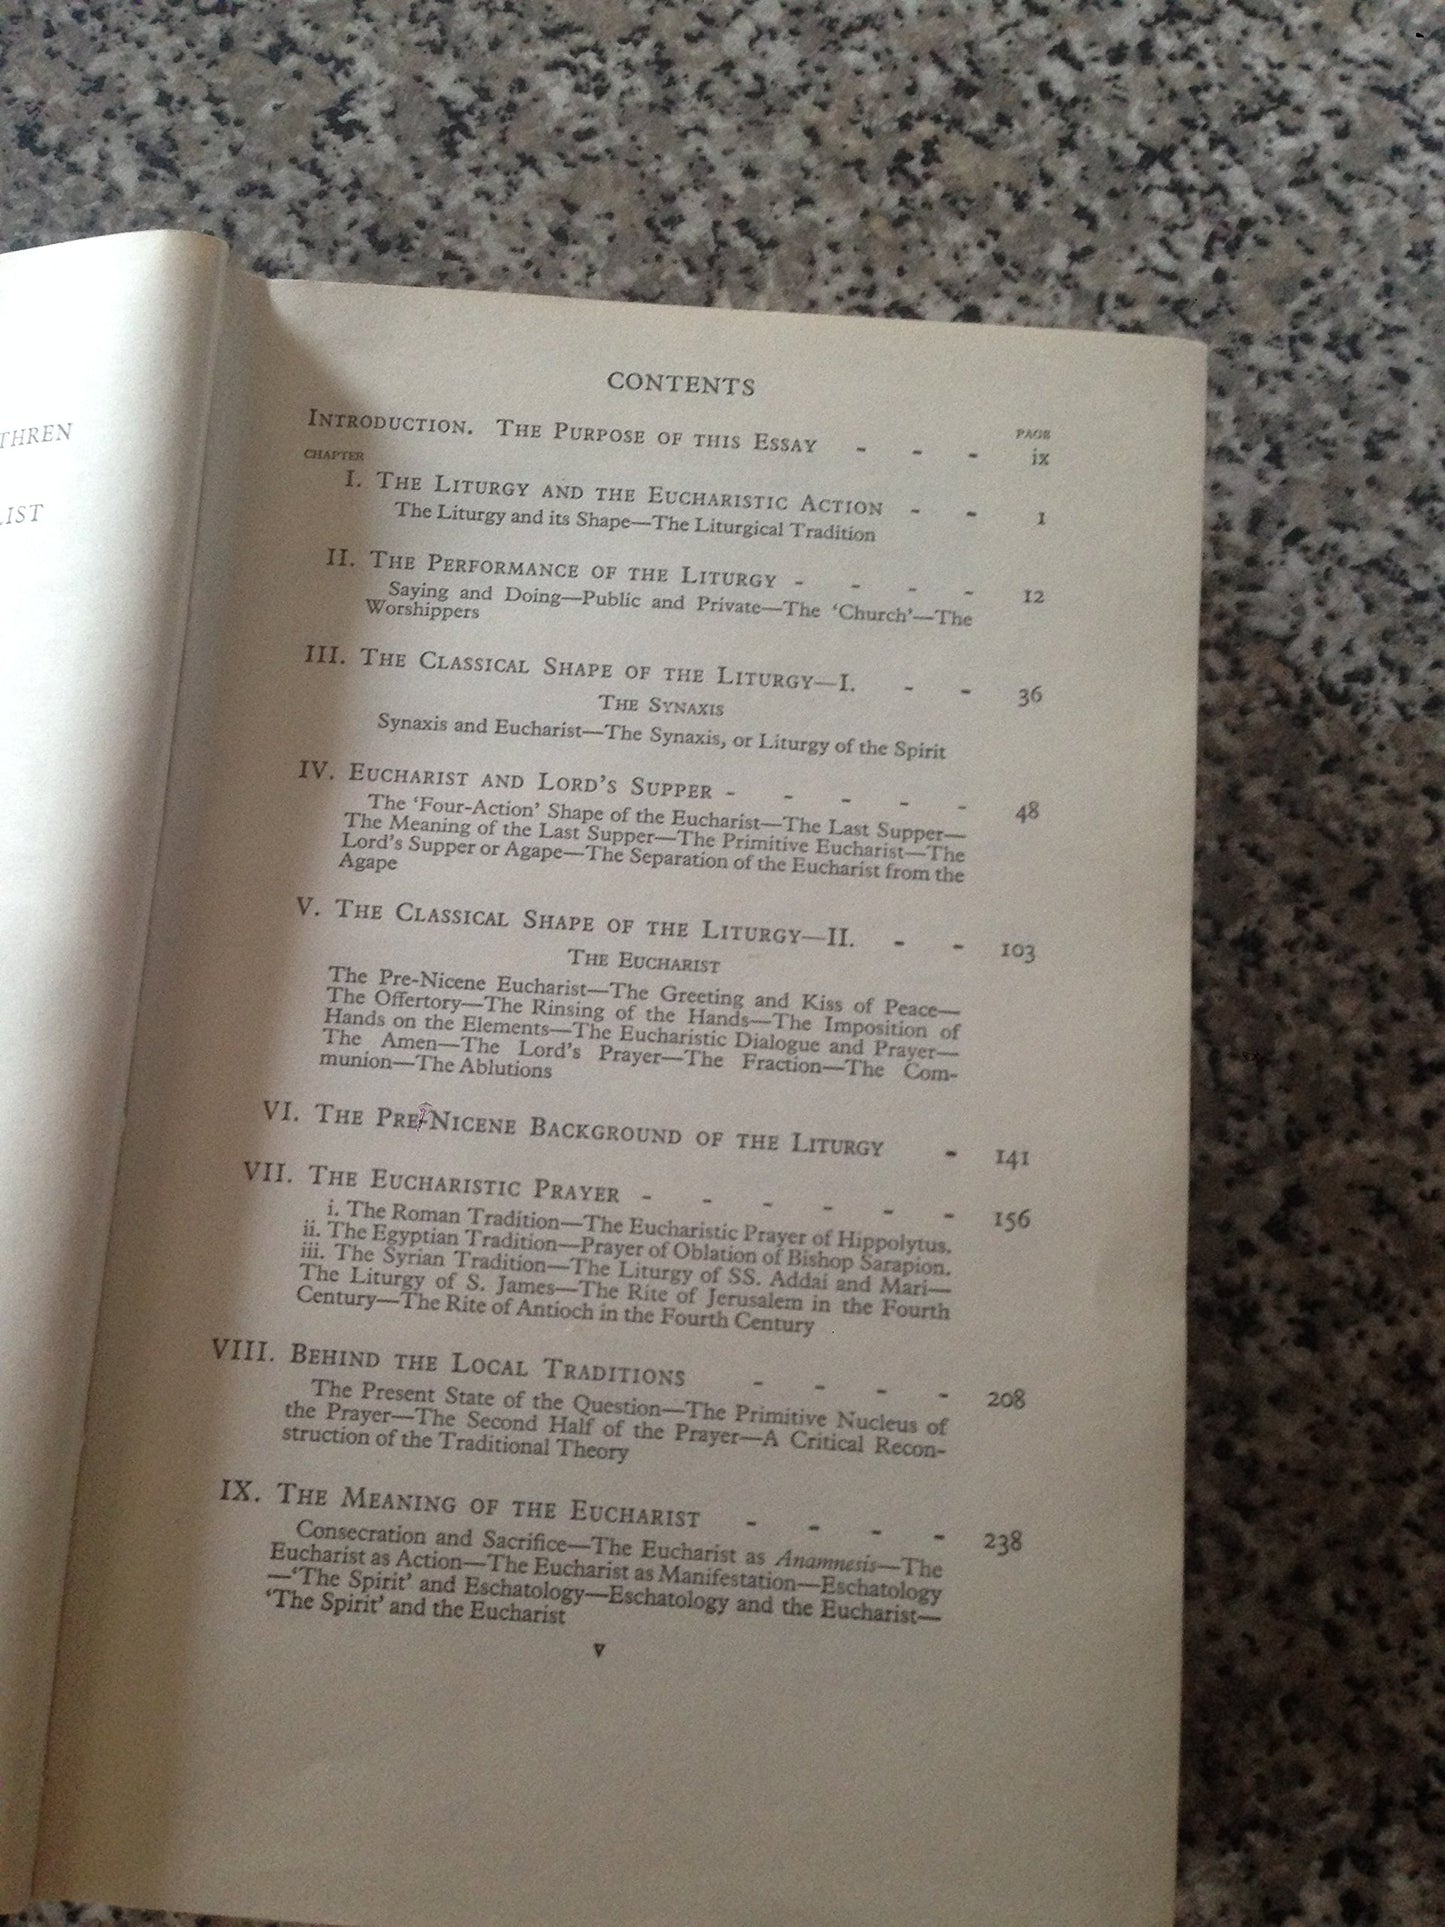 THREN
LIST
CONTENTS
PAGE
INTRODUCTION. THE PURPOSE OF THIS ESSAY - - - ix
CHAPTER
I. THE LITURGY AND THE EUCHARISTIC ACTION - - 1
The Liturgy and its Shape—The Liturgical Tradition
II. THE PERFORMANCE OF THE LITURGY - - - - 12
Saying and Doing—Public and Private—The ‘Church’—The
Worshippers
III. THE CLASSICAL SHAPE OF THE LITURGY—I. - - 36
THE SYNAXIS
Synaxis and Eucharist—The Synaxis, or Liturgy of the Spirit
IV. EUCHARIST AND LORD’S SUPPER - - - - - 48
The ‘Four-Action’ Shape of the Eucharist—The Last Supper—
The Meaning of the Last Supper—The Primitive Eucharist—The
Lord’s Supper or Agape—The Separation of the Eucharist from the
Agape
V. THE CLASSICAL SHAPE OF THE LITURGY—II. - - 103
THE EUCHARIST
The Pre-Nicene Eucharist—The Greeting and Kiss of Peace—
The Offertory—The Rinsing of the Hands—The Imposition of
Hands on the Elements—The Eucharistic Dialogue and Prayer—
The Amen—The Lord’s Prayer—The Fraction—The Com-
munion—The Ablutions
VI. THE PRE-NICENE BACKGROUND OF THE LITURGY - 141
VII. THE EUCHARISTIC PRAYER - - - - - - 156
i. The Roman Tradition—The Eucharistic Prayer of Hippolytus.
ii. The Egyptian Tradition—Prayer of Oblation of Bishop Sarapion.
iii. The Syrian Tradition—The Liturgy of SS. Addai and Mari—
The Liturgy of S. James—The Rite of Jerusalem in the Fourth
Century—The Rite of Antioch in the Fourth Century
VIII. BEHIND THE LOCAL TRADITIONS - - - - 208
The Present State of the Question—The Primitive Nucleus of
the Prayer—The Second Half of the Prayer—A Critical Recon-
struction of the Traditional Theory
IX. THE MEANING OF THE EUCHARIST - - - - 238
Consecration and Sacrifice—The Eucharist as Anamnesis—The
Eucharist as Action—The Eucharist as Manifestation—Eschatology
—‘The Spirit’ and Eschatology—Eschatology and the Eucharist—
‘The Spirit’ and the Eucharist
v